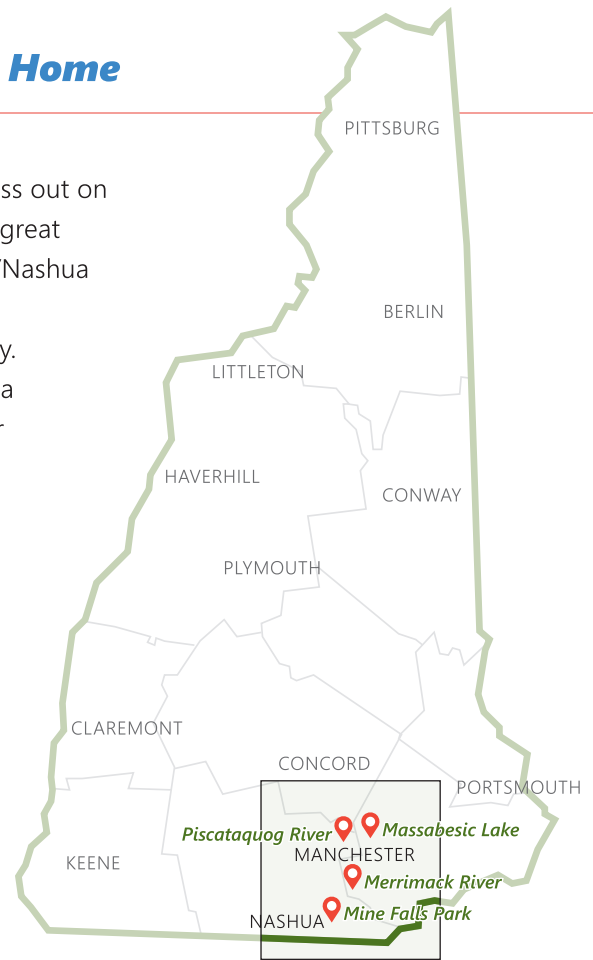 Home
ss out on
great
/Nashua
y.
a
r
PITTSBURG
BERLIN
LITTLETON
HAVERHILL
CONWAY
PLYMOUTH
CLAREMONT
CONCORD
PORTSMOUTH
Piscataquog River
Massabesic Lake
MANCHESTER
KEENE
Merrimack River
Mine Falls Park
NASHUA